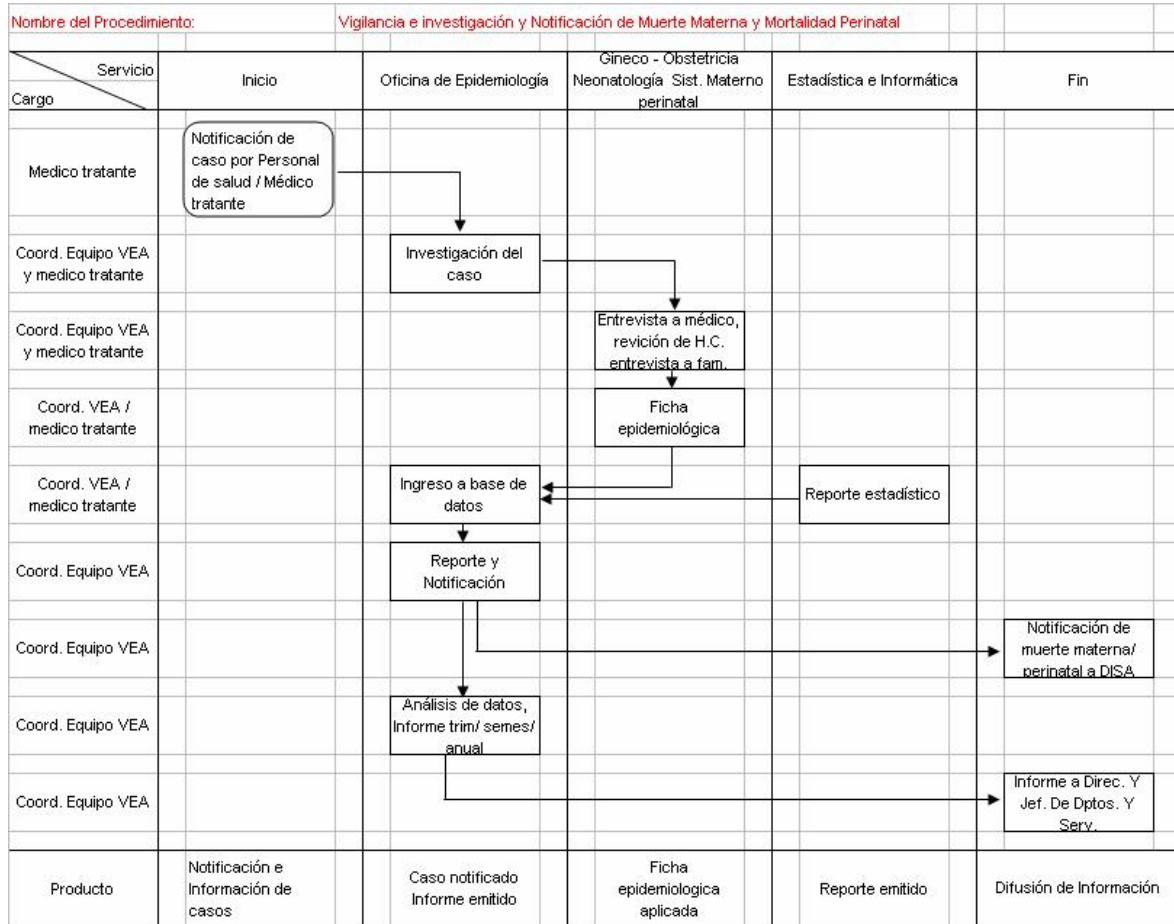 Nombre del Procedimiento: Vigilancia e investigación y Notificación de Muerte Materna y Mortalidad Perinatal
Servicio
Cargo
Inicio
Oficina de Epidemiología
Gineco - Obstetricia
Neonatología Sist. Materno
perinatal
Estadística e Informática
Fin
Medico tratante
Notificación de
caso por Personal
de salud / Médico
tratante
Coord. Equipo VEA
y medico tratante
Investigación del
caso
Coord. Equipo VEA
y medico tratante
Entrevista a médico,
revición de H.C.
entrevista a fam.
Coord. VEA /
medico tratante
Ficha
epidemiológica
Coord. VEA /
medico tratante
Ingreso a base de
datos
Reporte estadístico
Coord. Equipo VEA
Reporte y
Notificación
Coord. Equipo VEA
Notificación de
muerte materna/
perinatal a DISA
Coord. Equipo VEA
Análisis de datos,
Informe trim/ semes/
anual
Coord. Equipo VEA
Informe a Direc. Y
Jef. De Dptos. Y
Serv.
Producto
Notificación e
Información de
casos
Caso notificado
Informe emitido
Ficha
epidemiologica
aplicada
Reporte emitido
Difusión de Información